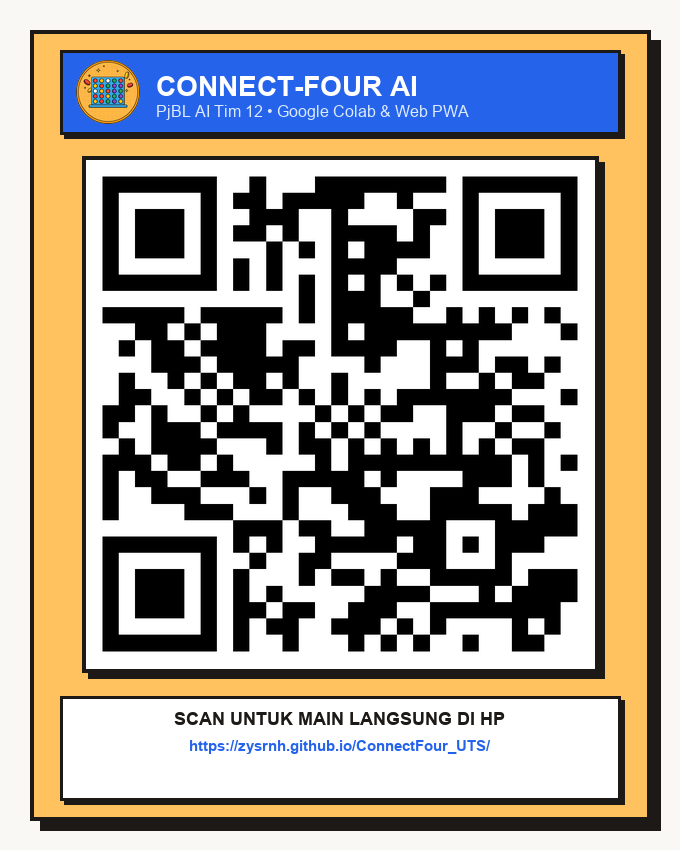 CONNECT-FOUR AI
PjBL AI Tim 12 • Google Colab & Web PWA
SCAN UNTUK MAIN LANGSUNG DI HP
https://zysrnh.github.io/ConnectFour_UTS/